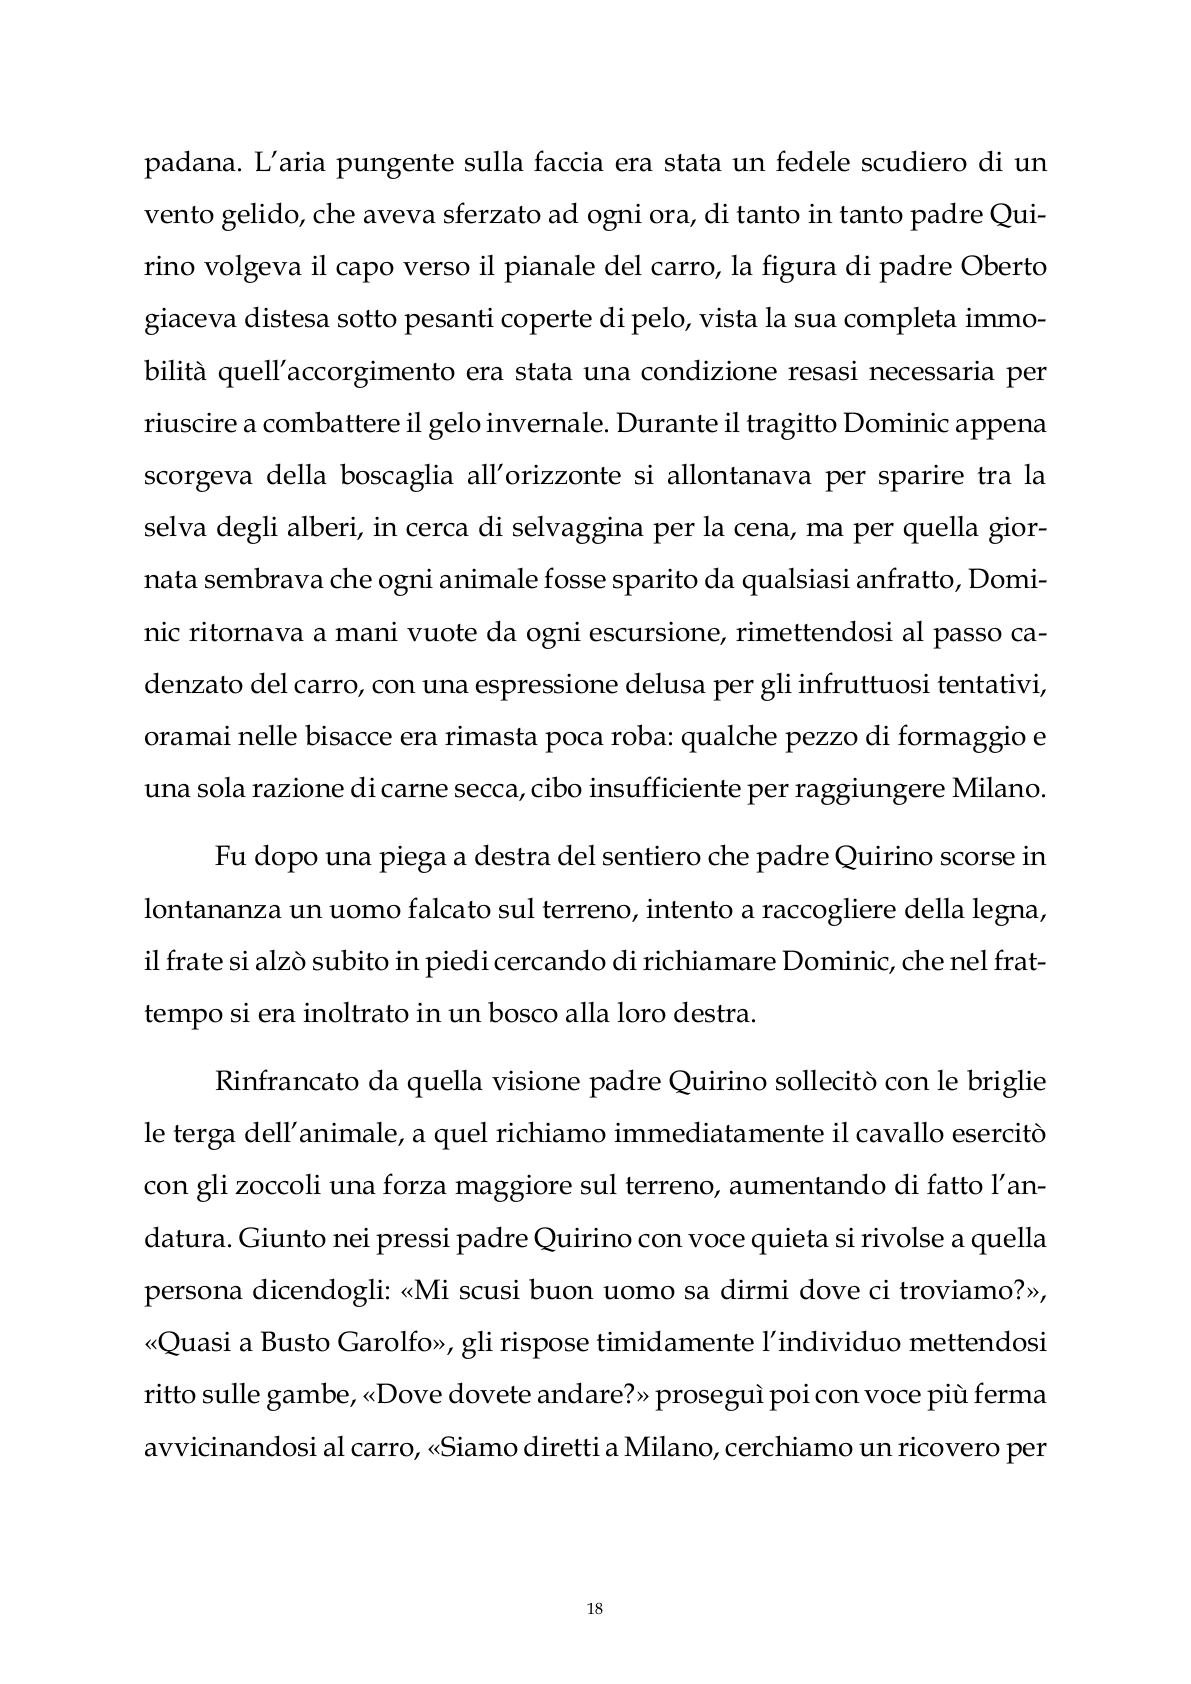 padana. L’aria pungente sulla faccia era stata un fedele scudiero di un
vento gelido, che aveva sferzato ad ogni ora, di tanto in tanto padre Qui-
rino volgeva il capo verso il pianale del carro, la figura di padre Oberto
giaceva distesa sotto pesanti coperte di pelo, vista la sua completa immo-
bilità quell’accorgimento era stata una condizione resasi necessaria per
riuscire a combattere il gelo invernale. Durante il tragitto Dominic appena
scorgeva della boscaglia all’orizzonte si allontanava per sparire tra la
selva degli alberi, in cerca di selvaggina per la cena, ma per quella gior-
nata sembrava che ogni animale fosse sparito da qualsiasi anfratto, Domi-
nic ritornava a mani vuote da ogni escursione, rimettendosi al passo ca-
denzato del carro, con una espressione delusa per gli infruttuosi tentativi,
oramai nelle bisacce era rimasta poca roba: qualche pezzo di formaggio e
una sola razione di carne secca, cibo insufficiente per raggiungere Milano.
Fu dopo una piega a destra del sentiero che padre Quirino scorse in
lontananza un uomo falcato sul terreno, intento a raccogliere della legna,
il frate si alzò subito in piedi cercando di richiamare Dominic, che nel frat-
tempo si era inoltrato in un bosco alla loro destra.
Rinfrancato da quella visione padre Quirino sollecitò con le briglie
le terga dell’animale, a quel richiamo immediatamente il cavallo esercitò
con gli zoccoli una forza maggiore sul terreno, aumentando di fatto l’an-
datura. Giunto nei pressi padre Quirino con voce quieta si rivolse a quella
persona dicendogli: «Mi scusi buon uomo sa dirmi dove ci troviamo?»,
«Quasi a Busto Garolfo», gli rispose timidamente l’individuo mettendosi
ritto sulle gambe, «Dove dovete andare?» proseguì poi con voce più ferma
avvicinandosi al carro, «Siamo diretti a Milano, cerchiamo un ricovero per
18